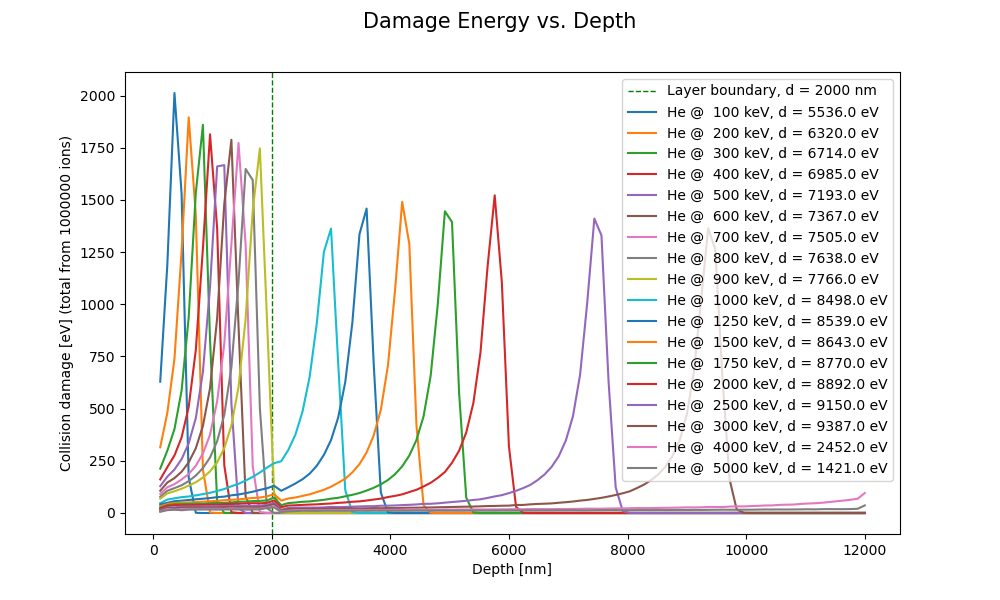 Damage Energy vs. Depth
Collision damage [eV] (total from 1000000 ions)
2000
1750
1500
1250
1000
750
500
250
0
Layer boundary, d = 2000 nm
He @  100 keV, d = 5536.0 eV
He @  200 keV, d = 6320.0 eV
He @  300 keV, d = 6714.0 eV
He @  400 keV, d = 6985.0 eV
He @  500 keV, d = 7193.0 eV
He @  600 keV, d = 7367.0 eV
He @  700 keV, d = 7505.0 eV
He @  800 keV, d = 7638.0 eV
He @  900 keV, d = 7766.0 eV
He @  1000 keV, d = 8498.0 eV
He @  1250 keV, d = 8539.0 eV
He @  1500 keV, d = 8643.0 eV
He @  1750 keV, d = 8770.0 eV
He @  2000 keV, d = 8892.0 eV
He @  2500 keV, d = 9150.0 eV
He @  3000 keV, d = 9387.0 eV
He @  4000 keV, d = 2452.0 eV
He @  5000 keV, d = 1421.0 eV
0 2000 4000 6000 8000 10000 12000
Depth [nm]